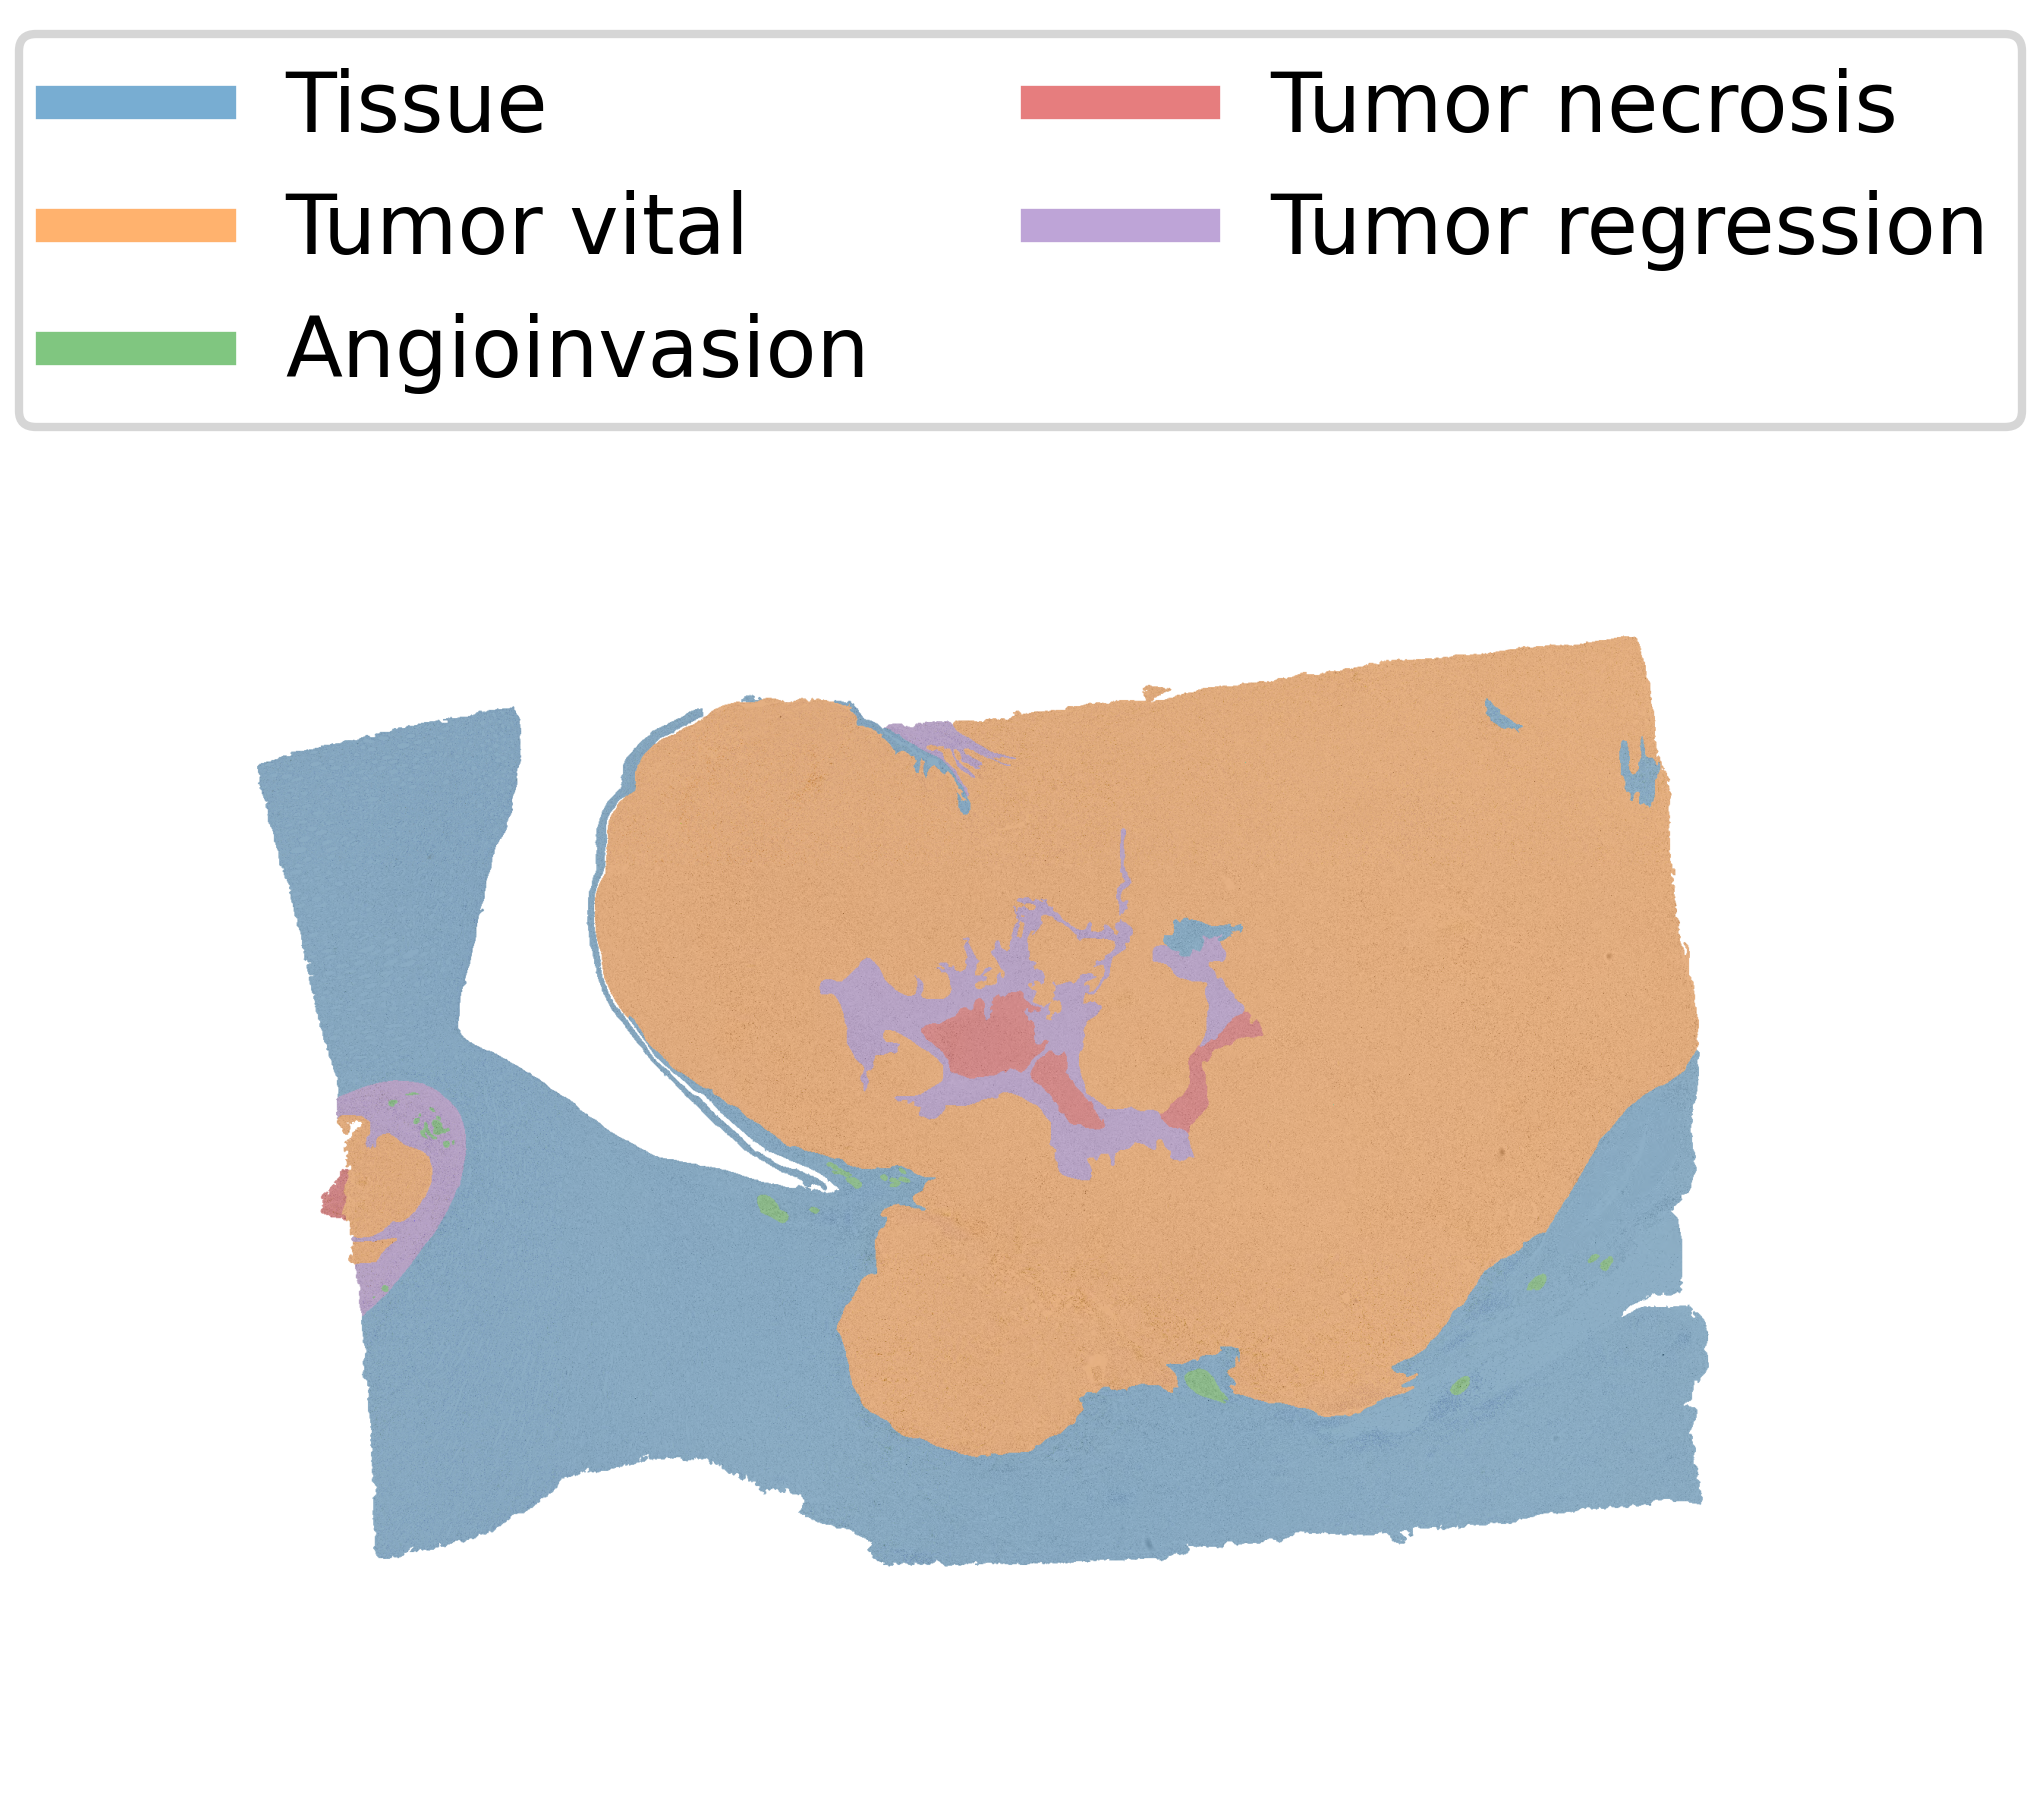 Tissue
Tumor vital
Angioinvasion
Tumor necrosis
Tumor regression